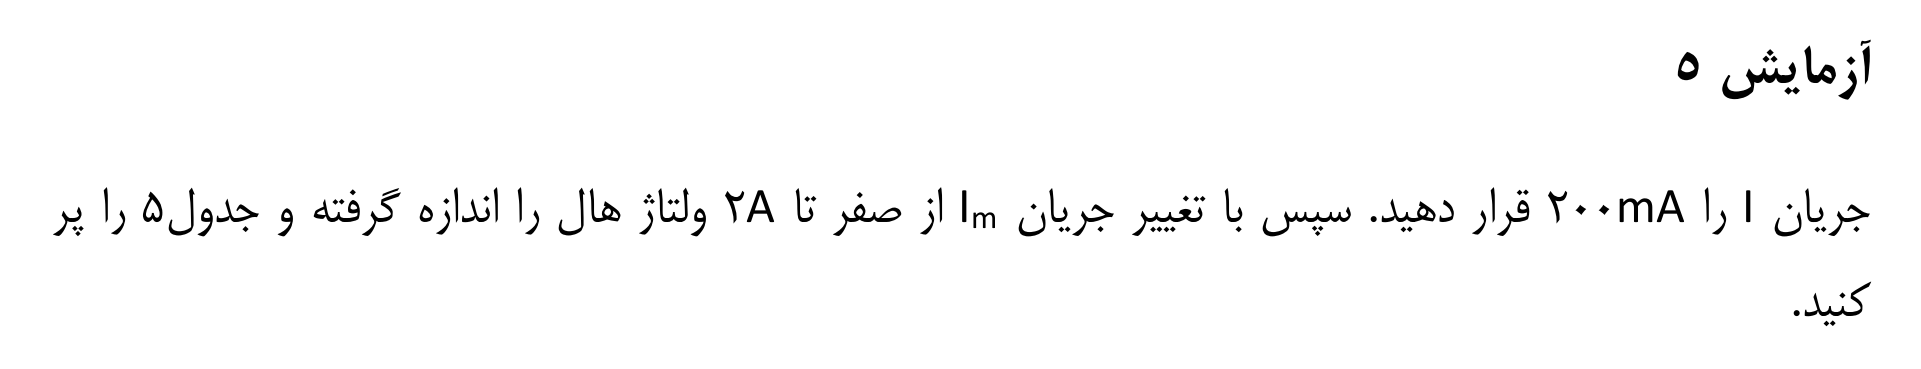 آزمایش ۵
جریان I را ۲۰۰mA قرار دهید. سپس با تغییر جریان Im از صفر تا ۲A ولتاژ هال را اندازه گرفته و جدول۵ را پر
کنید.